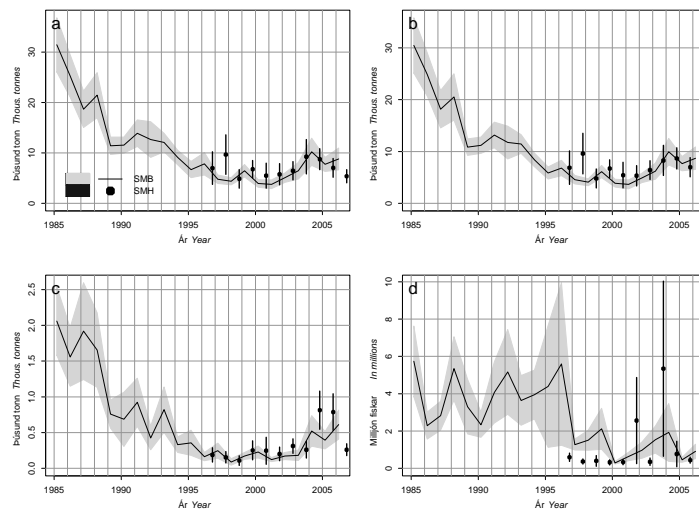 a
30
20
10
0
Þúsund tonn Thous. tonnes
SMB
SMH
1985 1990 1995 2000 2005
Ár Year
b
30
20
10
0
Þúsund tonn Thous. tonnes
1985 1990 1995 2000 2005
Ár Year
c
2.5
2.0
1.5
1.0
0.5
0.0
Þúsund tonn Thous. tonnes
1985 1990 1995 2000 2005
Ár Year
d
10
8
6
4
2
0
Milljón fiskar In millions
1985 1990 1995 2000 2005
Ár Year